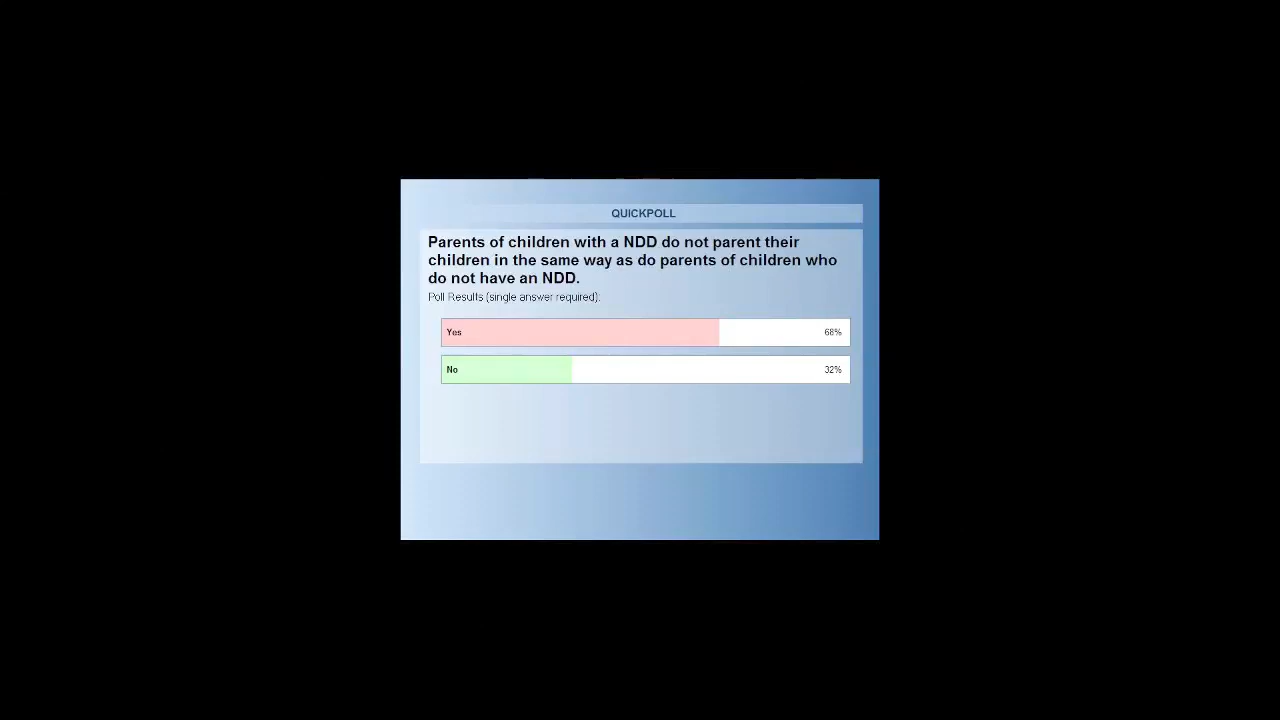 QUICKPOLL
Parents of children with a NDD do not parent their
children in the same way as do parents of children who
do not have an NDD.
Poll Results (single answer required):
Yes 68%
No 32%